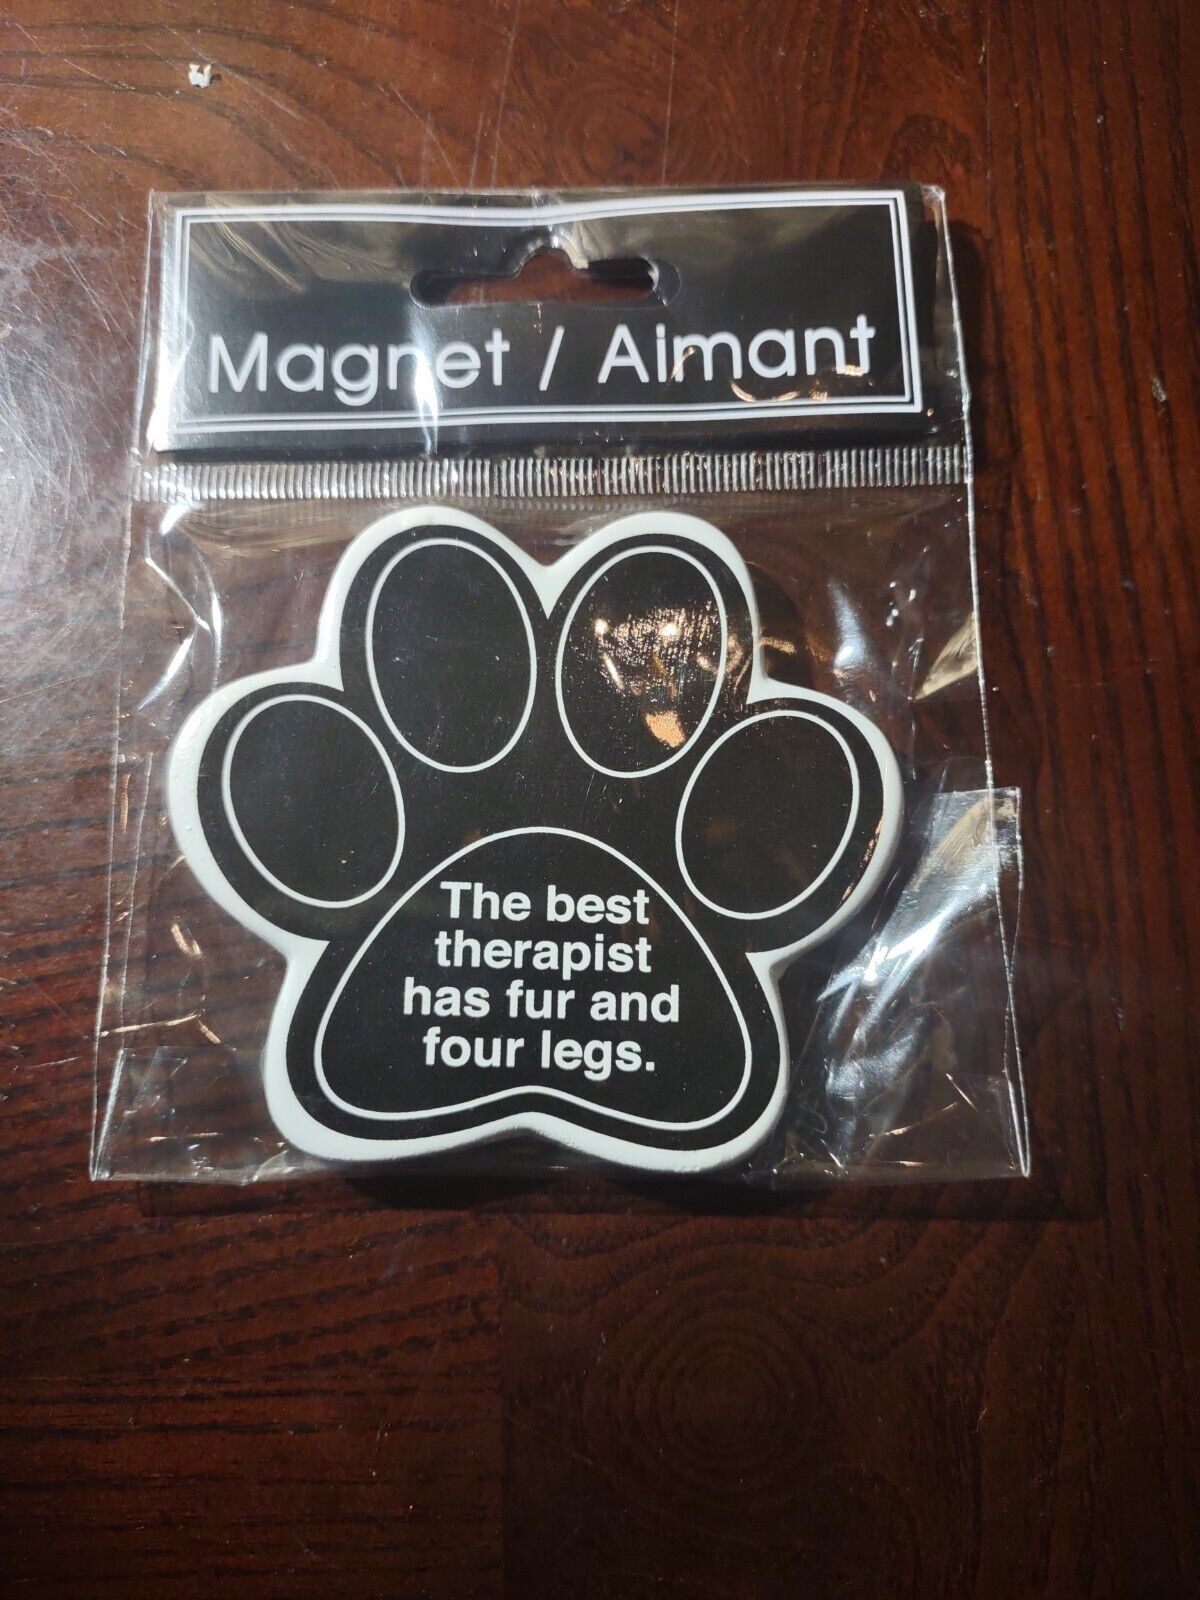 Magnet / Aimant
The best
therapist
has fur and
four legs.